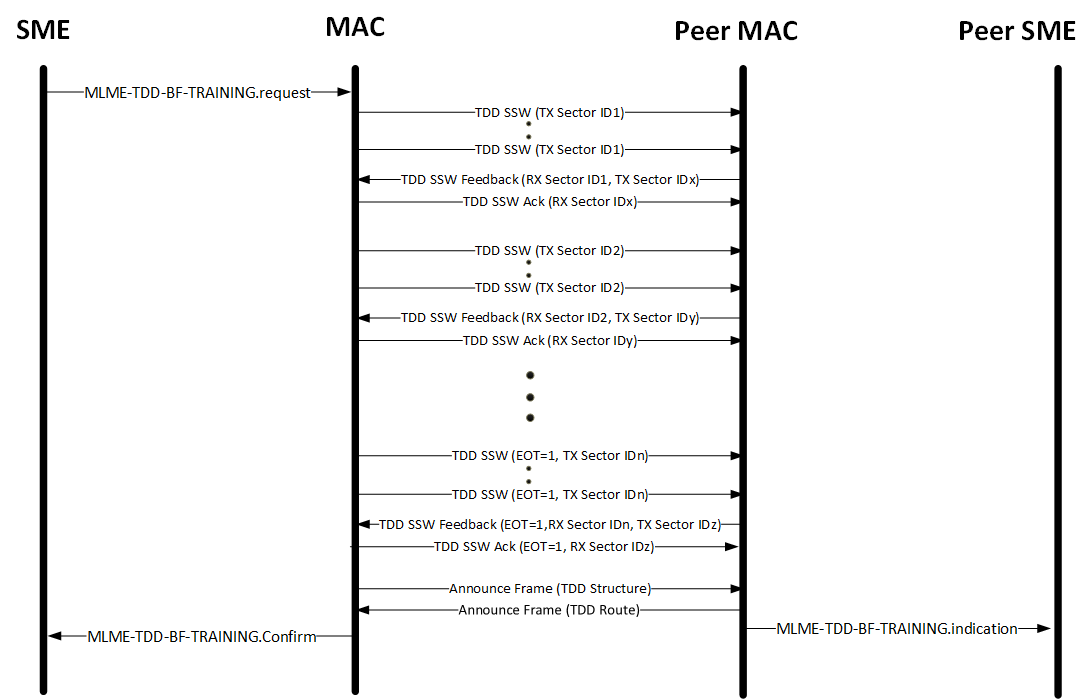 SME
MAC
Peer MAC
Peer SME
MLME-TDD-BF-TRAINING.request
TDD SSW (TX Sector ID1)
TDD SSW (TX Sector ID1)
TDD SSW Feedback (RX Sector ID1, TX Sector IDx)
TDD SSW Ack (RX Sector IDx)
TDD SSW (TX Sector ID2)
TDD SSW (TX Sector ID2)
TDD SSW Feedback (RX Sector ID2, TX Sector IDy)
TDD SSW Ack (RX Sector IDy)
TDD SSW (EOT=1, TX Sector IDn)
TDD SSW (EOT=1, TX Sector IDn)
TDD SSW Feedback (EOT=1,RX Sector IDn, TX Sector IDz)
TDD SSW Ack (EOT=1, RX Sector IDz)
Announce Frame (TDD Structure)
Announce Frame (TDD Route)
MLME-TDD-BF-TRAINING.indication
MLME-TDD-BF-TRAINING.Confirm